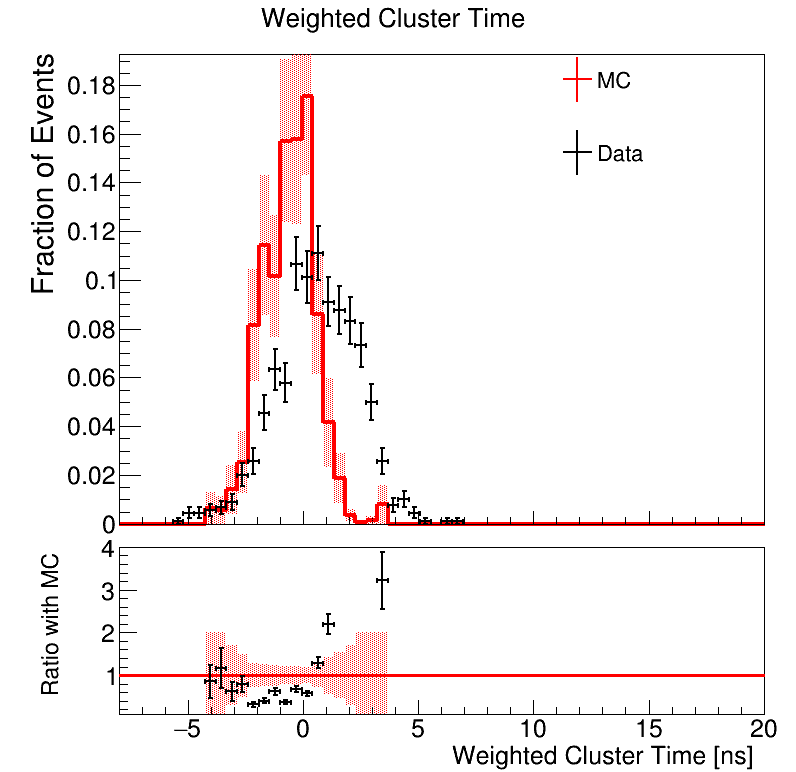 Weighted Cluster Time
Fraction of Events
0.18
0.16
0.14
0.12
0.1
0.08
0.06
0.04
0.02
0
MC
Data
Ratio with MC
4
3
2
1
−5 0 5 10 15 20
Weighted Cluster Time [ns]